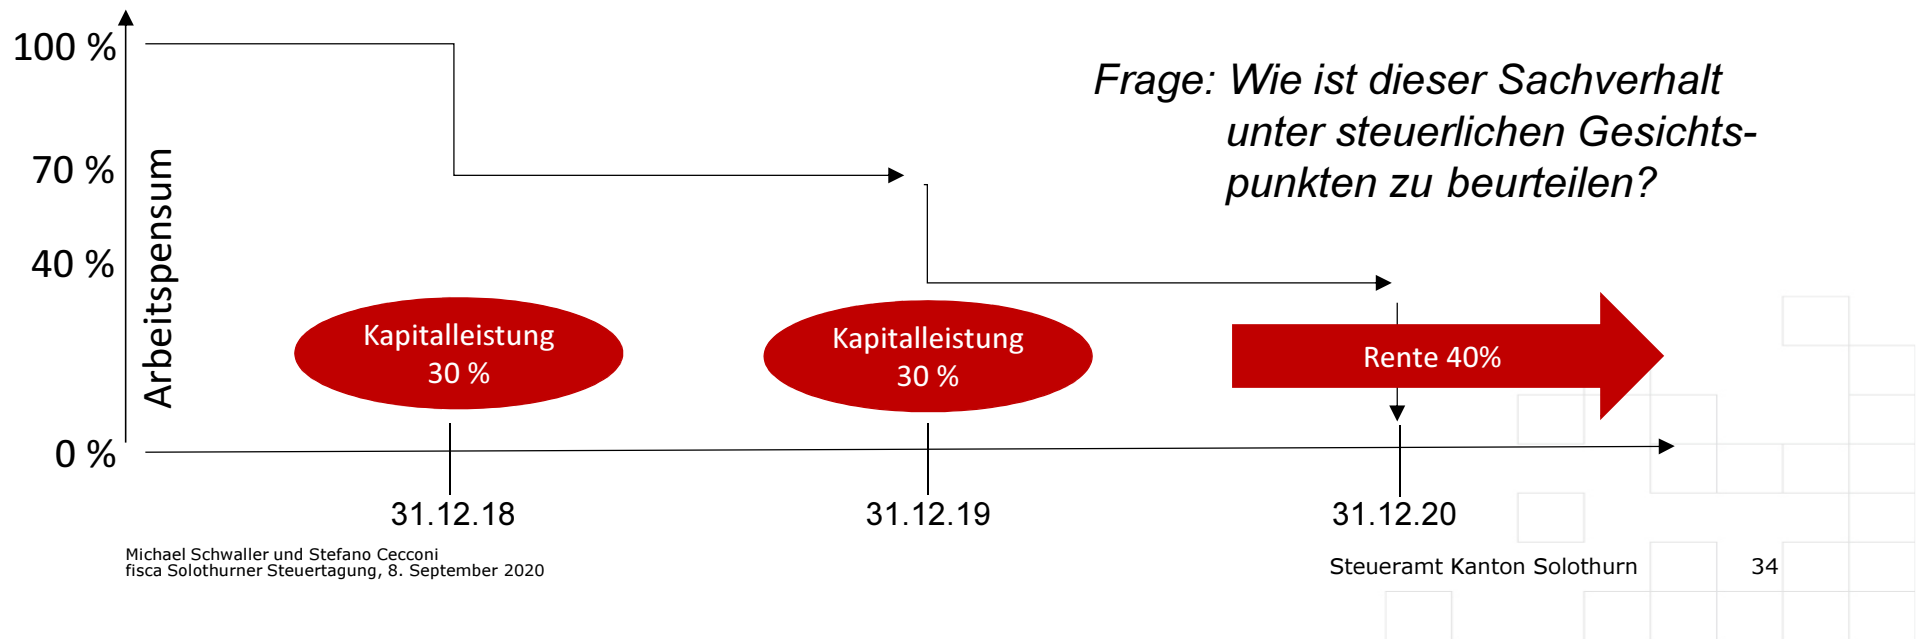 100 %
70 %
40 %
0 %
Arbeitspensum
Frage: Wie ist dieser Sachverhalt
unter steuerlichen Gesichts-
punkten zu beurteilen?
Kapitalleistung
30 %
Kapitalleistung
30 %
Rente 40%
31.12.18
31.12.19
31.12.20
Michael Schwaller und Stefano Cecconi
fisca Solothurner Steuertagung, 8. September 2020
Steueramt Kanton Solothurn
34